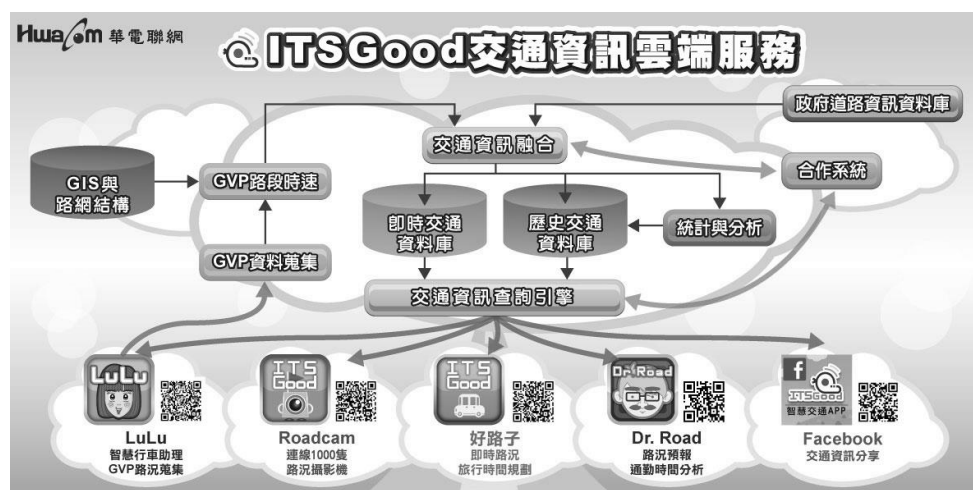 HwaCom 華電聯網
ITSGood交通資訊雲端服務
政府道路資訊資料庫
交通資訊融合
合作系統
GIS與
路網結構
GVP路段時速
即時交通
資料庫
歷史交通
資料庫
統計與分析
GVP資料蒐集
交通資訊查詢引擎
LuLu
LuLu
智慧行車助理
GVP路況蒐集
ITS
Good
Roadcam
連線1000隻
路況攝影機
ITS
Good
好路子
即時路況
旅行時間規劃
Dr. Road
Dr. Road
路況預報
通勤時間分析
f
ITSGood
智慧交通APP
Facebook
交通資訊分享